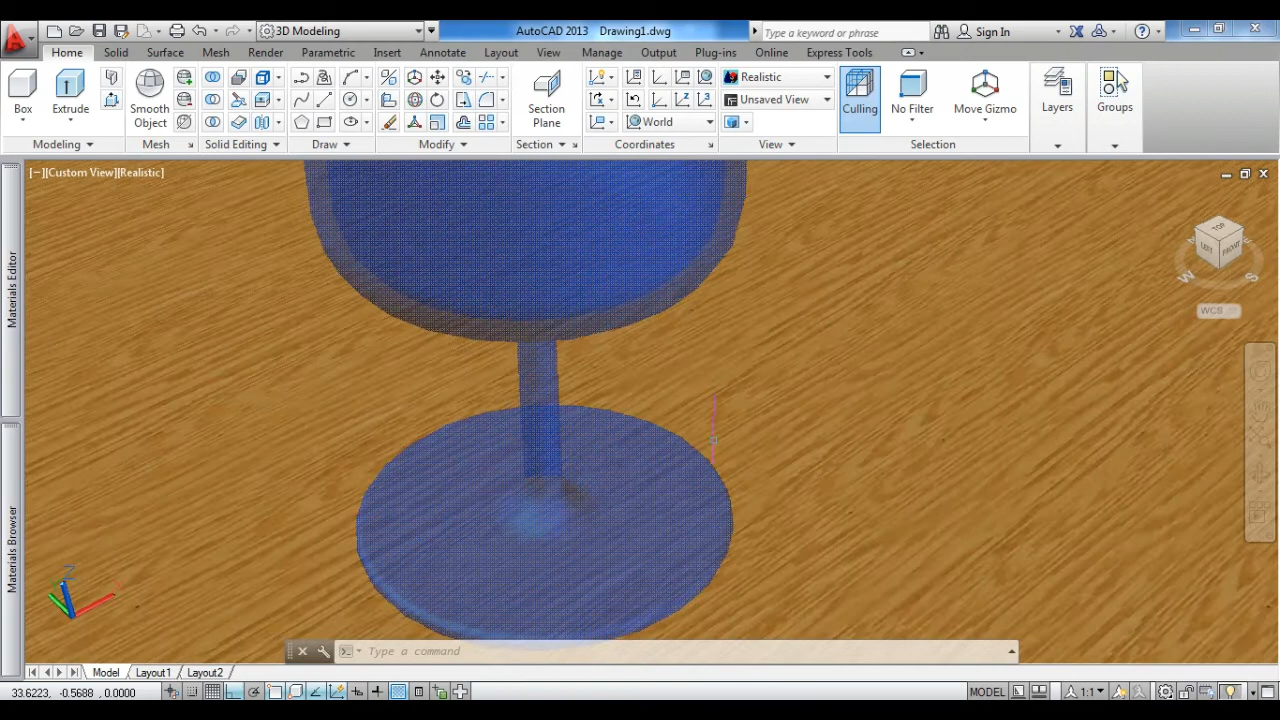 3D Modeling
AutoCAD 2013 Drawing1.dwg
Type a keyword or phrase
Sign In
Home Solid Surface Mesh Render Parametric Insert Annotate Layout View Manage Output Plug-ins Online Express Tools
Box
Extrude
Smooth Object
Section Plane
Realistic
Unsaved View
World
Culling
No Filter
Move Gizmo
Layers
Groups
Modeling
Mesh
Solid Editing
Draw
Modify
Section
Coordinates
View
Selection
[−][Custom View][Realistic]
TOP
LEFT
FRONT
W
S
WCS
Materials Editor
Materials Browser
Z
Type a command
Model Layout1 Layout2
33.6223, -0.5688, 0.0000
MODEL
1:1